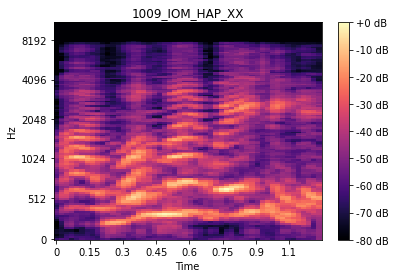 1009_IOM_HAP_XX
+0 dB
8192
-10 dB
4096
-20 dB
-30 dB
2048
Hz
-40 dB
1024
-50 dB
512
-60 dB
-70 dB
0
-80 dB
0 0.15 0.3 0.45 0.6 0.75 0.9 1.1
Time